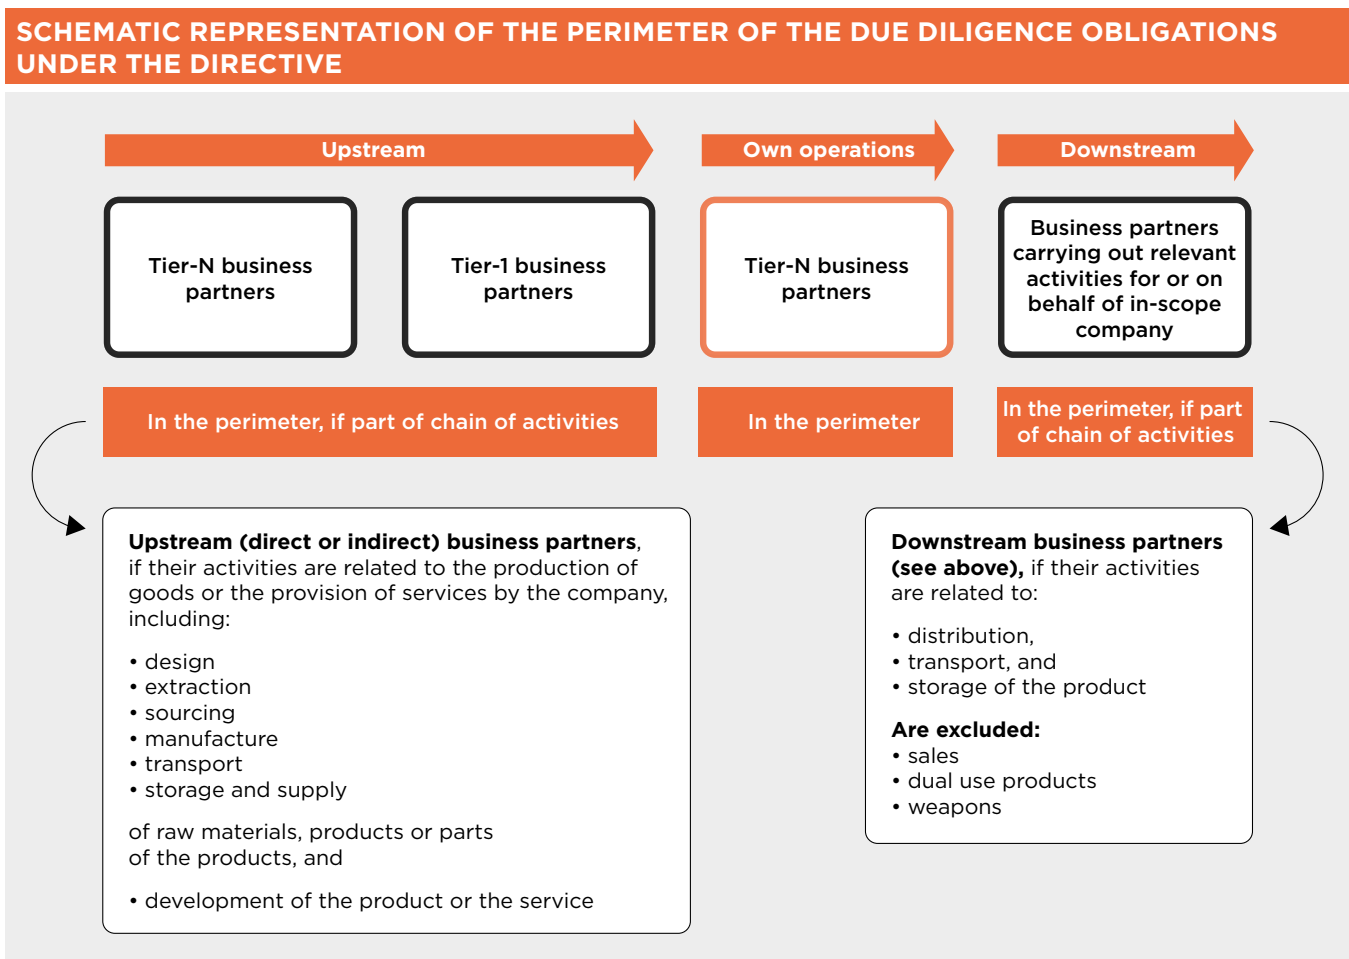 SCHEMATIC REPRESENTATION OF THE PERIMETER OF THE DUE DILIGENCE OBLIGATIONS
UNDER THE DIRECTIVE
Upstream
Own operations
Downstream
Tier-N business
partners
Tier-1 business
partners
Tier-N business
partners
Business partners
carrying out relevant
activities for or on
behalf of in-scope
company
In the perimeter, if part of chain of activities
In the perimeter
In the perimeter, if part
of chain of activities
Upstream (direct or indirect) business partners,
if their activities are related to the production of
goods or the provision of services by the company,
including:
• design
• extraction
• sourcing
• manufacture
• transport
• storage and supply
of raw materials, products or parts
of the products, and
• development of the product or the service
Downstream business partners
(see above), if their activities
are related to:
• distribution,
• transport, and
• storage of the product
Are excluded:
• sales
• dual use products
• weapons